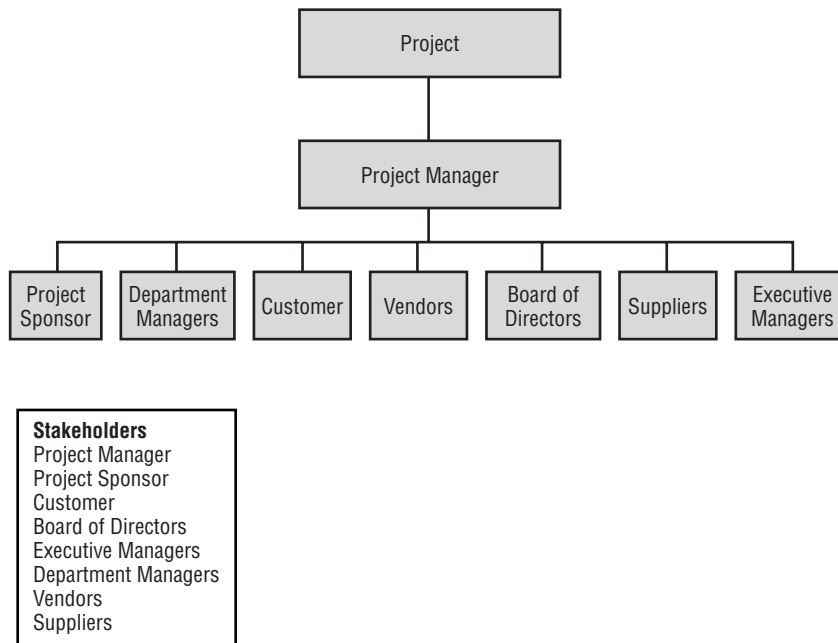 Project
Project Manager
Project
Sponsor
Department
Managers
Customer
Vendors
Board of
Directors
Suppliers
Executive
Managers
Stakeholders
Project Manager
Project Sponsor
Customer
Board of Directors
Executive Managers
Department Managers
Vendors
Suppliers